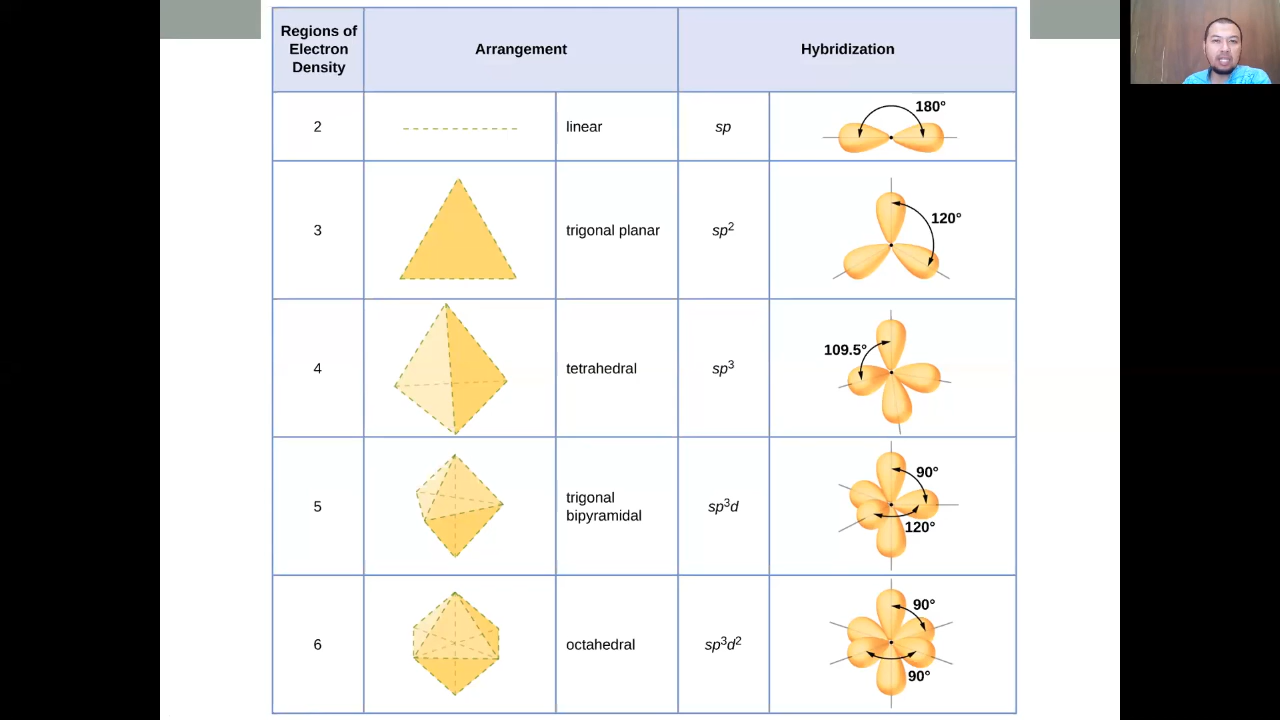 Regions of
Electron
Density
Arrangement
Hybridization
2
linear
sp
180°
3
trigonal planar
sp²
120°
4
tetrahedral
sp³
109.5°
5
trigonal
bipyramidal
sp³d
90°
120°
6
octahedral
sp³d²
90°
90°